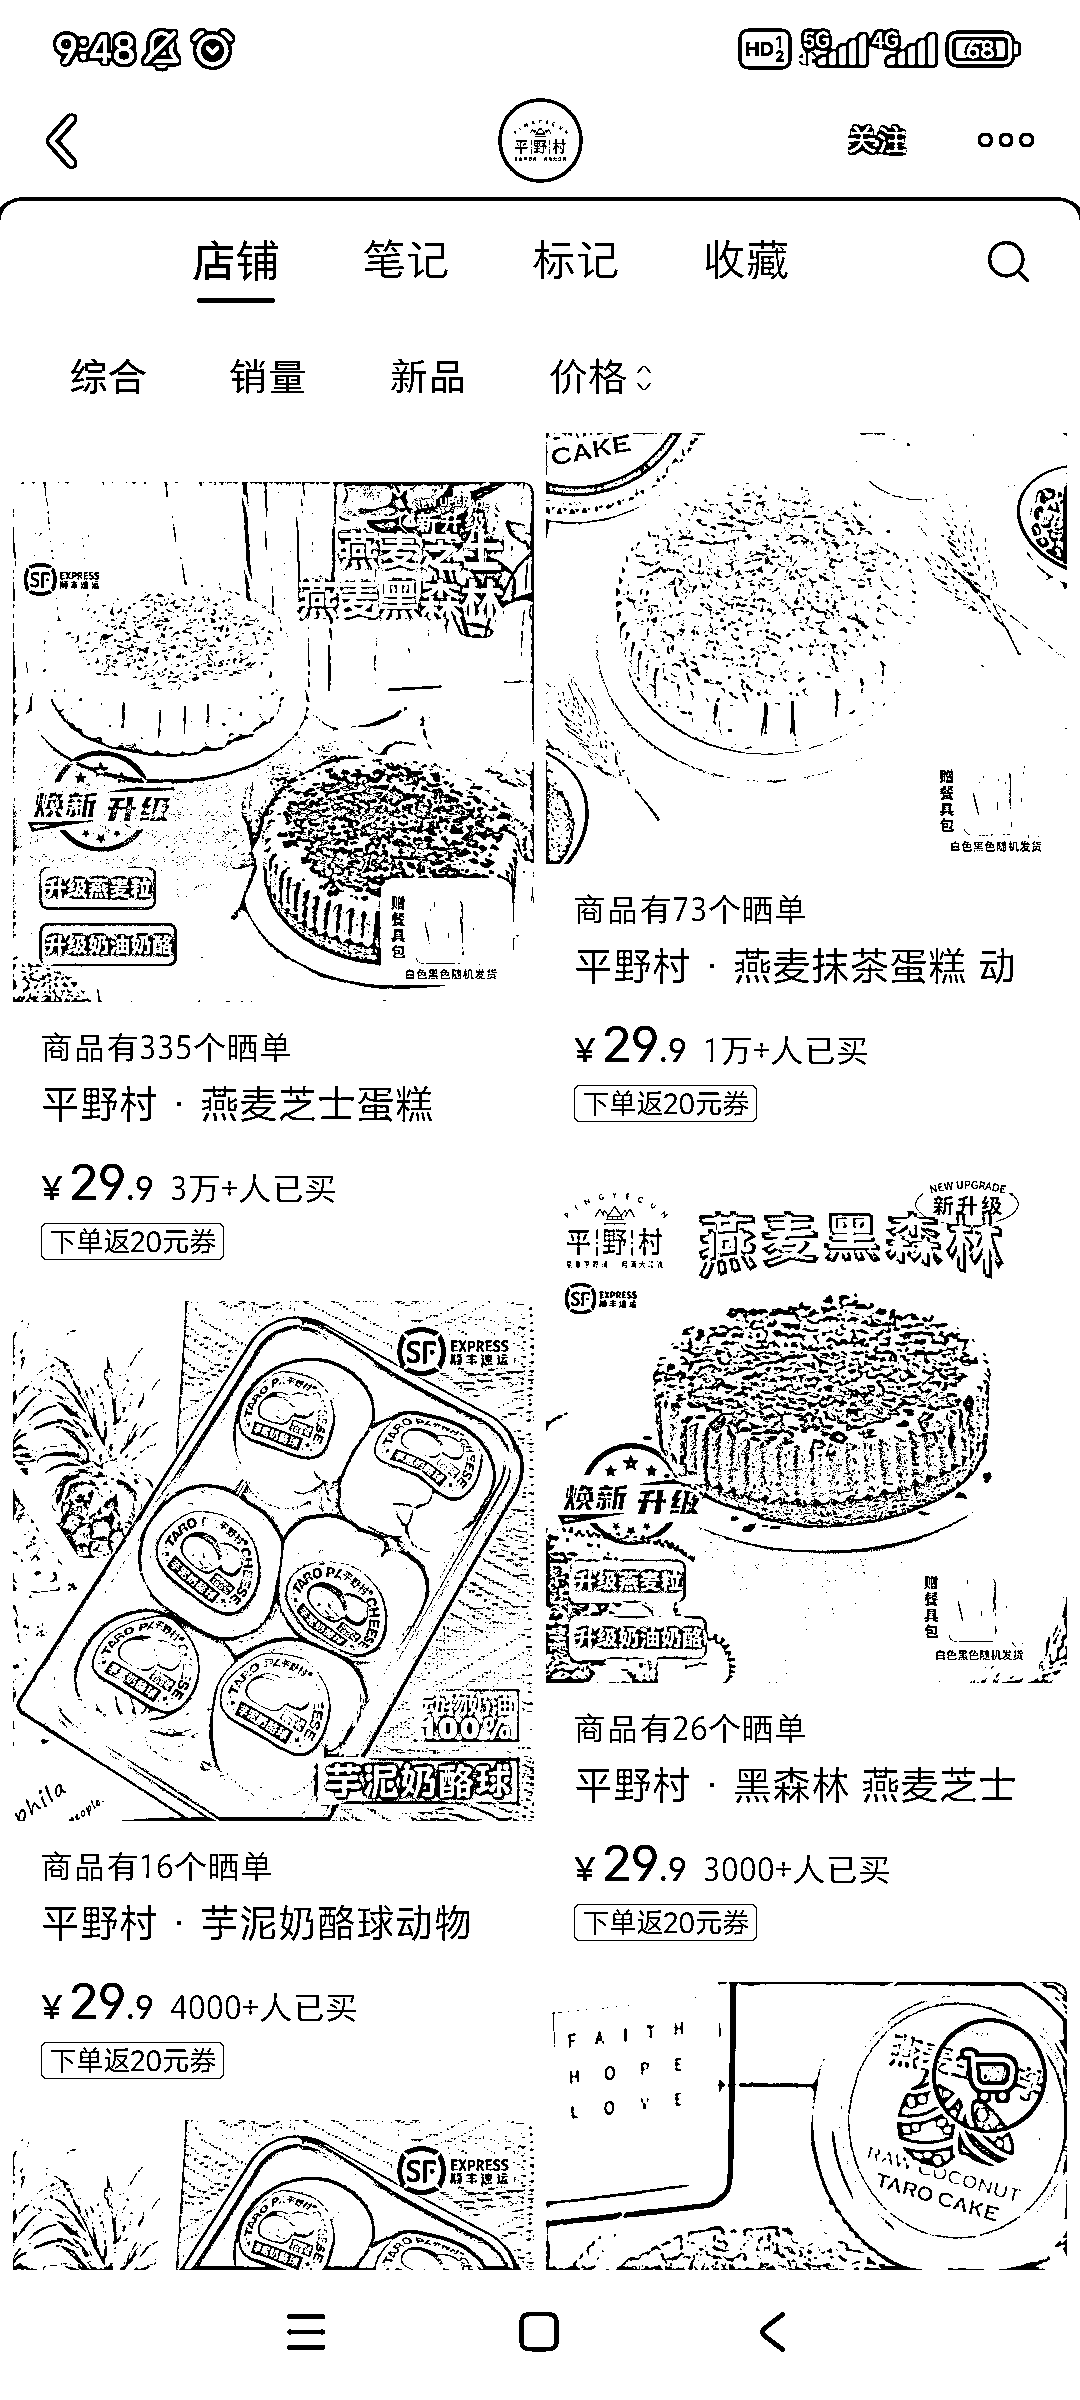 9:48
HD 1 2 5G 4G 68
平野村
关注
店铺 笔记 标记 收藏
综合 销量 新品 价格
SF EXPRESS
顺丰速运
新升级
燕麦芝士
燕麦黑森林
焕新 升级
升级燕麦粒
升级奶油奶酪
赠餐具包
白色黑色随机发货
商品有335个晒单
平野村 · 燕麦芝士蛋糕
¥29.9 3万+人已买
下单返20元券
CAKE
赠餐具包
白色黑色随机发货
商品有73个晒单
平野村 · 燕麦抹茶蛋糕 动
¥29.9 1万+人已买
下单返20元券
SF EXPRESS
顺丰速运
动物奶油
100%
芋泥奶酪球
phila
people.
商品有16个晒单
平野村 · 芋泥奶酪球动物
¥29.9 4000+人已买
下单返20元券
PINGYECUN
平野村
NEW UPGRADE
新升级
燕麦黑森林
SF EXPRESS
顺丰速运
焕新 升级
升级燕麦粒
升级奶油奶酪
赠餐具包
白色黑色随机发货
商品有26个晒单
平野村 · 黑森林 燕麦芝士
¥29.9 3000+人已买
下单返20元券
SF EXPRESS
顺丰速运
FAITH
HOPE
LOVE
RAW COCONUT
TARO CAKE